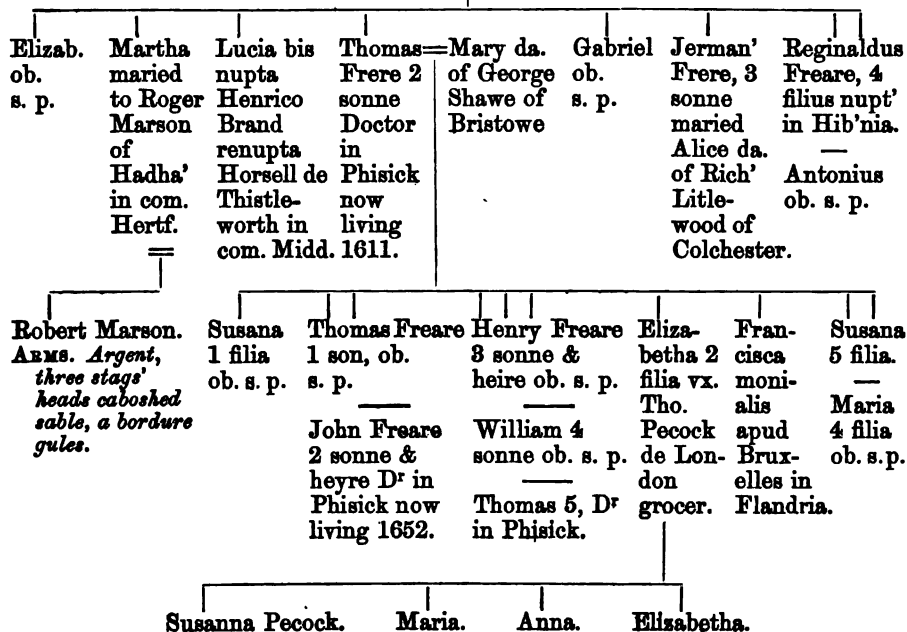 Elizab.
ob.
s. p.
Martha
maried
to Roger
Marson
of
Hadha'
in com.
Hertf.
Lucia bis
nupta
Henrico
Brand
renupta
Horsell de
Thistle-
worth in
com. Midd.
Thomas=Mary da.
Frere 2
sonne
Doctor
in
Phisick
now
living
1611.
of George
Shawe of
Bristowe
Gabriel
ob.
s. p.
Jerman'
Frere, 3
sonne
maried
Alice da.
of Rich'
Litle-
wood of
Colchester.
Reginaldus
Freare, 4
filius nupt'
in Hib'nia.
—
Antonius
ob. s. p.
Robert Marson.
ARMS. Argent,
three stags'
heads caboshed
sable, a bordure
gules.
Susana
1 filia
ob. s. p.
Thomas Freare
1 son, ob.
s. p.
—
John Freare
2 sonne &
heyre Dr in
Phisick now
living 1652.
Henry Freare
3 sonne &
heire ob. s. p.
—
William 4
sonne ob. s. p.
—
Thomas 5, Dr
in Phisick.
Eliza-
betha 2
filia vx.
Tho.
Pecock
de Lon-
don
grocer.
Fran-
cisca
moni-
alis
apud
Brux-
elles in
Flandria.
Susana
5 filia.
—
Maria
4 filia
ob. s.p.
Susanna Pecock.
Maria.
Anna.
Elizabetha.